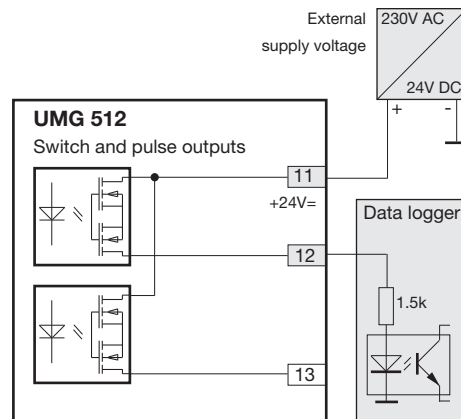 External
supply voltage
230V AC
24V DC
+ -
UMG 512
Switch and pulse outputs
11
+24V=
Data logger
12
1.5k
13